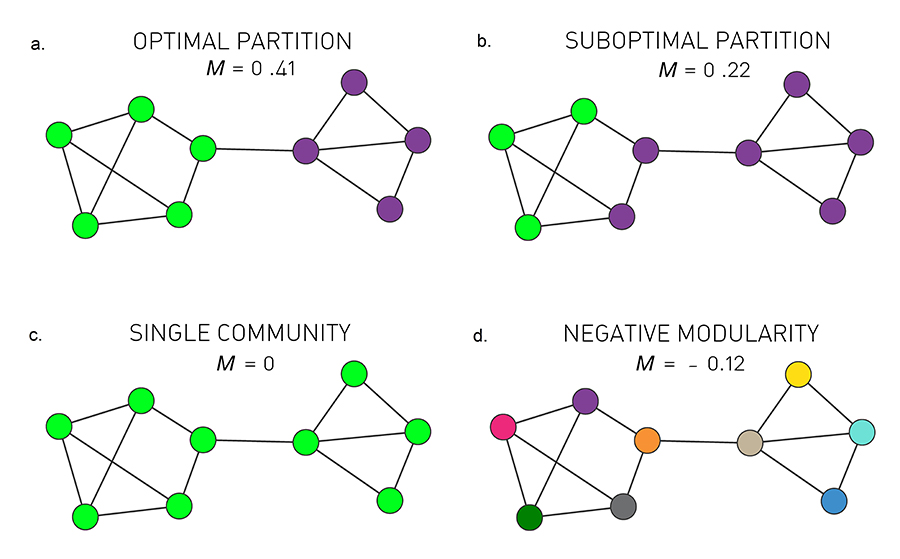 a.
OPTIMAL PARTITION
M = 0 .41
b.
SUBOPTIMAL PARTITION
M = 0 .22
c.
SINGLE COMMUNITY
M = 0
d.
NEGATIVE MODULARITY
M = - 0.12